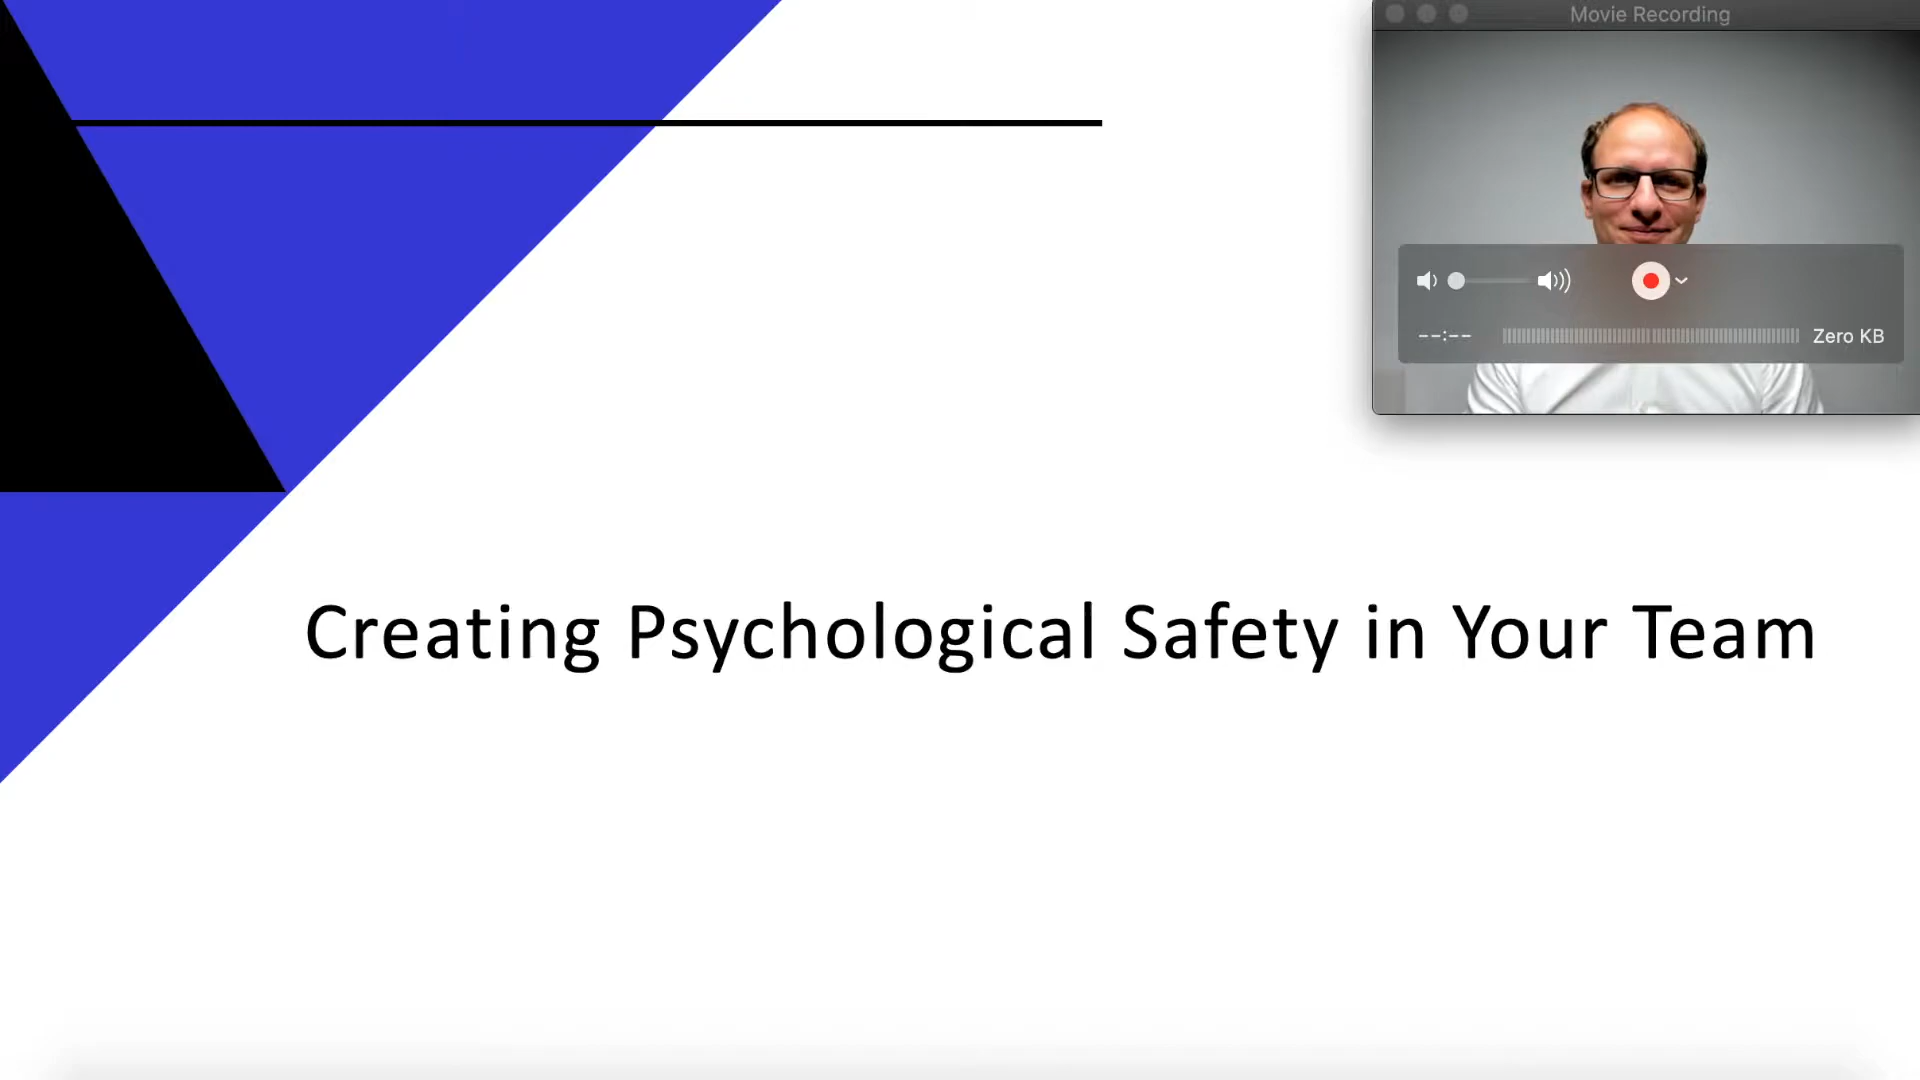 Movie Recording
--:--
Zero KB
Creating Psychological Safety in Your Team